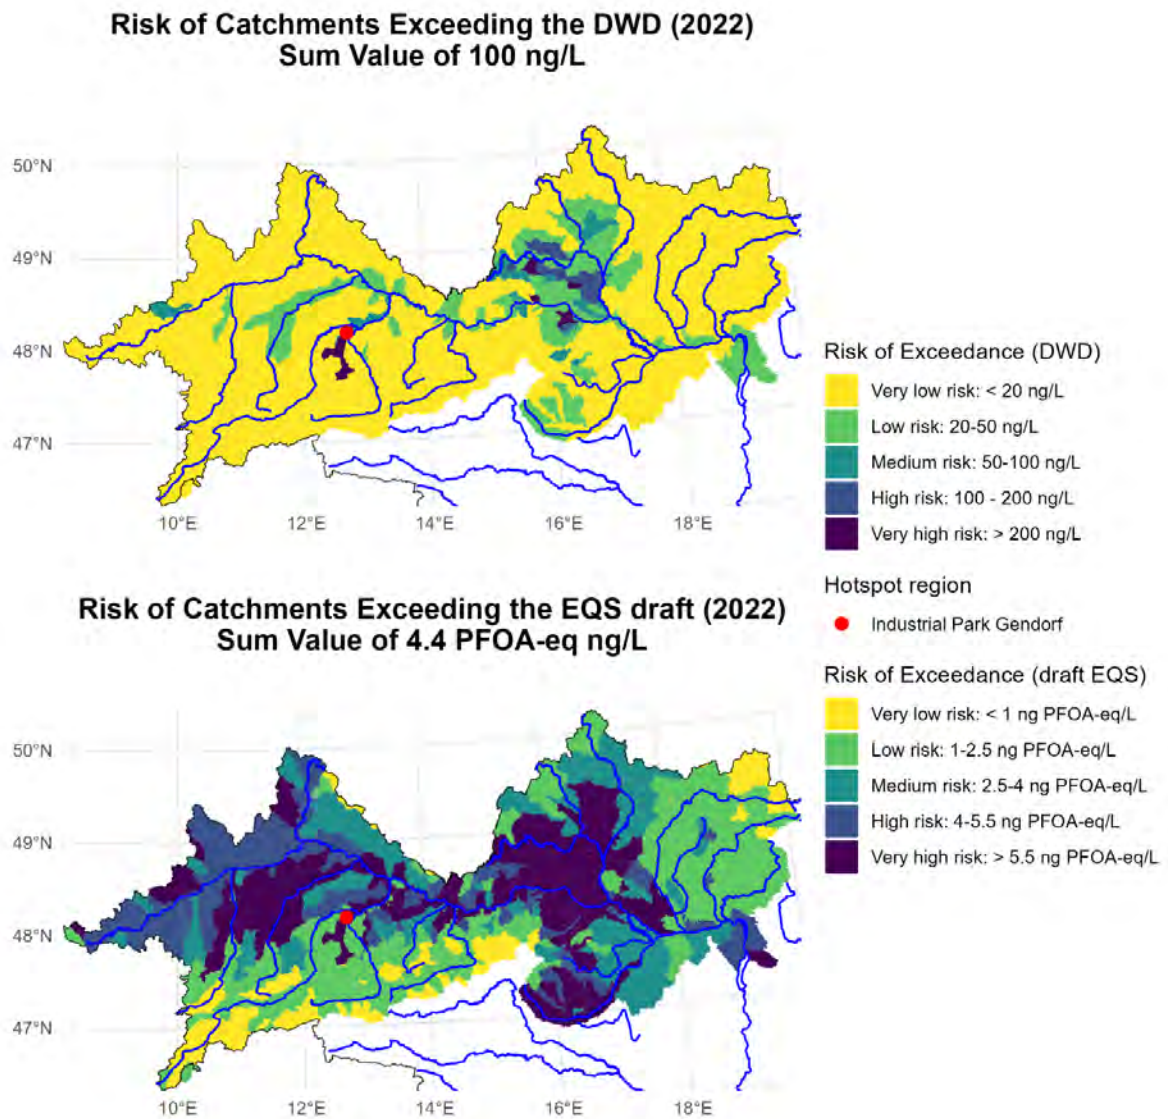 Risk of Catchments Exceeding the DWD (2022)
Sum Value of 100 ng/L
50°N
49°N
48°N
47°N
10°E
12°E
14°E
16°E
18°E
Risk of Exceedance (DWD)
Very low risk: < 20 ng/L
Low risk: 20-50 ng/L
Medium risk: 50-100 ng/L
High risk: 100 - 200 ng/L
Very high risk: > 200 ng/L
Hotspot region
Industrial Park Gendorf
Risk of Catchments Exceeding the EQS draft (2022)
Sum Value of 4.4 PFOA-eq ng/L
Risk of Exceedance (draft EQS)
Very low risk: < 1 ng PFOA-eq/L
Low risk: 1-2.5 ng PFOA-eq/L
Medium risk: 2.5-4 ng PFOA-eq/L
High risk: 4-5.5 ng PFOA-eq/L
Very high risk: > 5.5 ng PFOA-eq/L
50°N
49°N
48°N
47°N
10°E
12°E
14°E
16°E
18°E